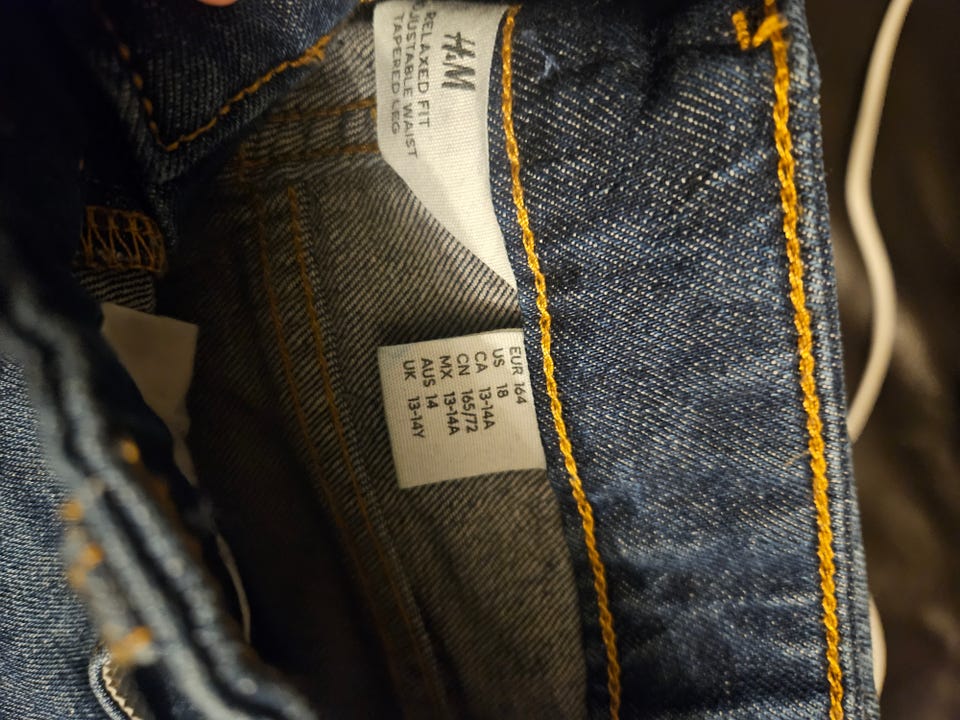 H&M
RELAXED FIT
ADJUSTABLE WAIST
TAPERED LEG
EUR 164
US 18
CA 13-14A
CN 165/72
MX 13-14A
AUS 14
UK 13-14Y